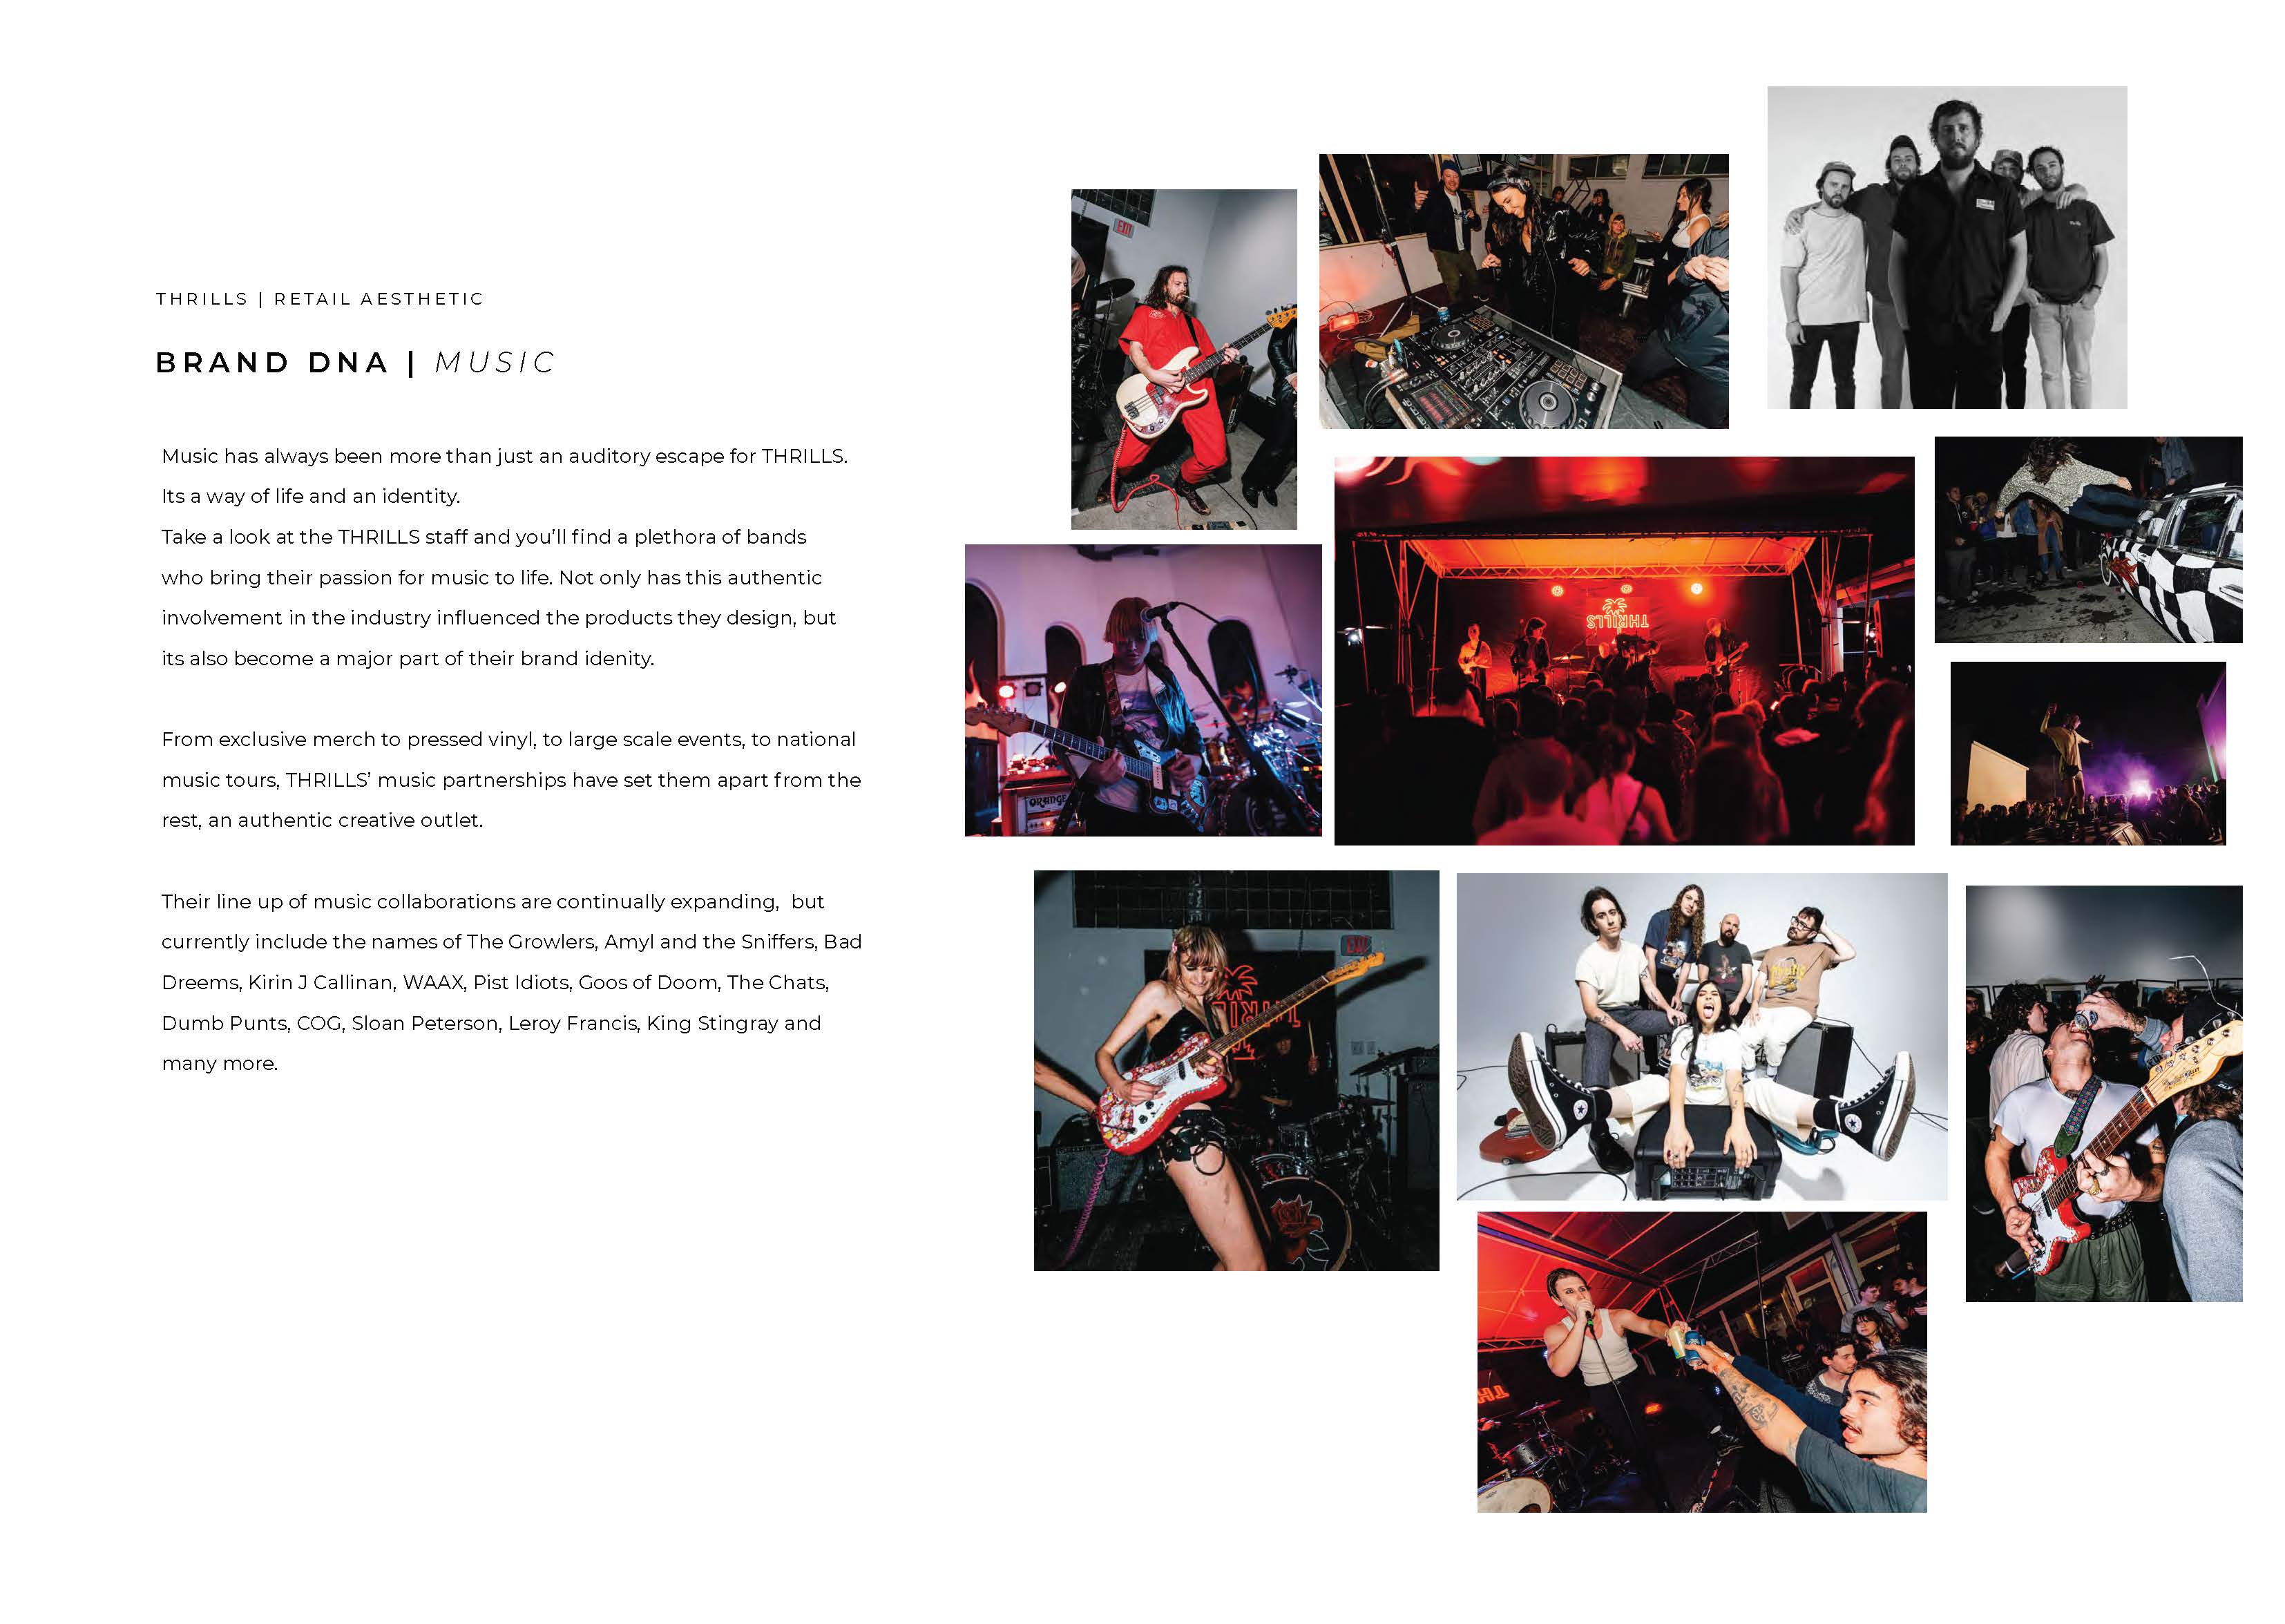 THRILLS | RETAIL AESTHETIC
BRAND DNA | MUSIC
Music has always been more than just an auditory escape for THRILLS.
Its a way of life and an identity.
Take a look at the THRILLS staff and you'll find a plethora of bands
who bring their passion for music to life. Not only has this authentic
involvement in the industry influenced the products they design, but
its also become a major part of their brand idenity.
From exclusive merch to pressed vinyl, to large scale events, to national
music tours, THRILLS' music partnerships have set them apart from the
rest, an authentic creative outlet.
Their line up of music collaborations are continually expanding,  but
currently include the names of The Growlers, Amyl and the Sniffers, Bad
Dreems, Kirin J Callinan, WAAX, Pist Idiots, Goos of Doom, The Chats,
Dumb Punts, COG, Sloan Peterson, Leroy Francis, King Stingray and
many more.
EXIT
THRILLS
ORANGE
EXIT